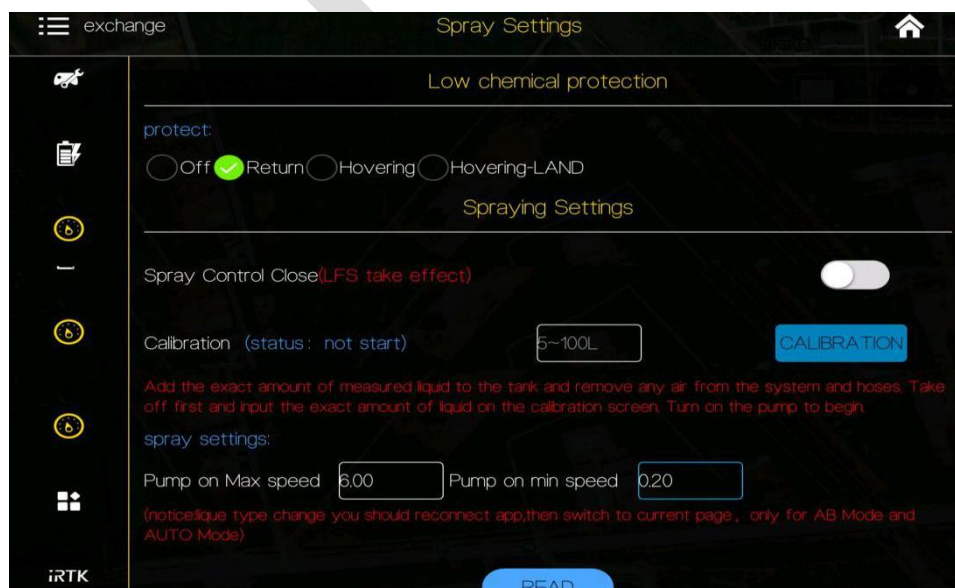 exchange Spray Settings
Low chemical protection
protect:
Off Return Hovering Hovering-LAND
Spraying Settings
Spray Control Close(LFS take effect)
Calibration (status: not start) 5~100L CALIBRATION
Add the exact amount of measured liquid to the tank and remove any air from the system and hoses. Take
off first and input the exact amount of liquid on the calibration screen. Turn on the pump to begin.
spray settings:
Pump on Max speed 6.00 Pump on min speed 0.20
(notice:lique type change you should reconnect app,then switch to current page, only for AB Mode and
AUTO Mode)
iRTK READ